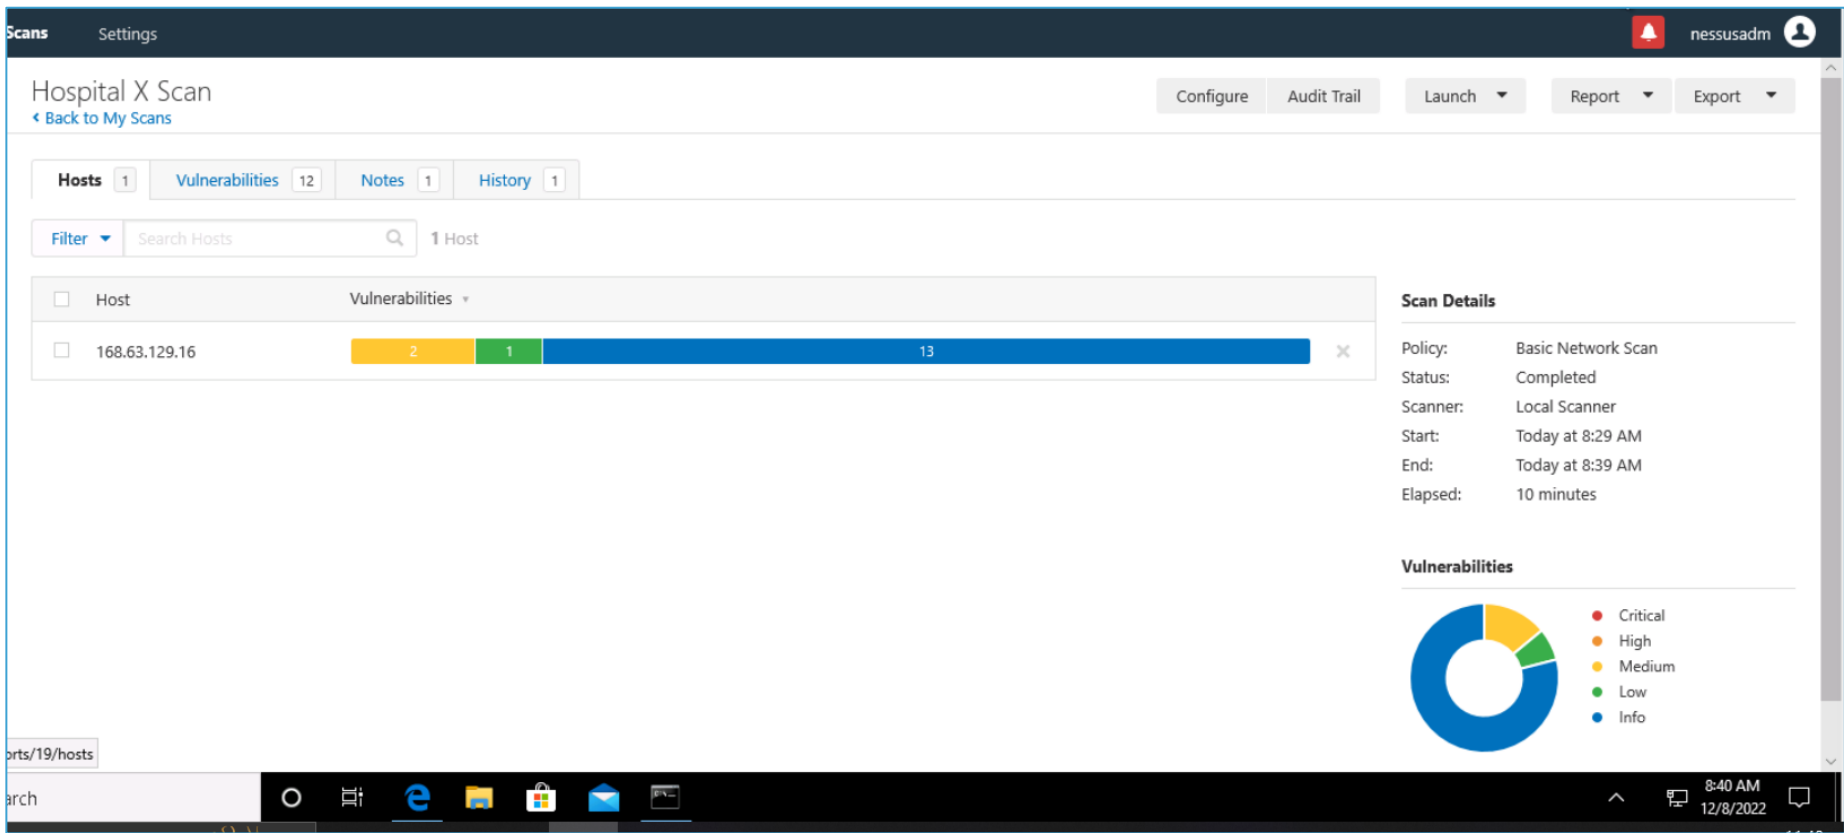 Scans Settings nessusadm
Hospital X Scan
Configure Audit Trail Launch Report Export
Back to My Scans
Hosts 1 Vulnerabilities 12 Notes 1 History 1
Filter Search Hosts 1 Host
Host Vulnerabilities
168.63.129.16 2 1 13
Scan Details
Policy: Basic Network Scan
Status: Completed
Scanner: Local Scanner
Start: Today at 8:29 AM
End: Today at 8:39 AM
Elapsed: 10 minutes
Vulnerabilities
Critical
High
Medium
Low
Info
orts/19/hosts
arch
8:40 AM
12/8/2022